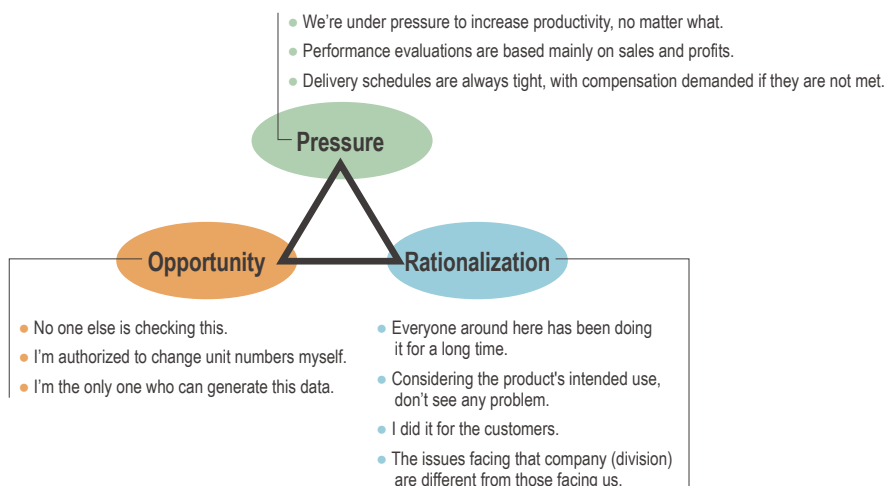 We're under pressure to increase productivity, no matter what.
Performance evaluations are based mainly on sales and profits.
Delivery schedules are always tight, with compensation demanded if they are not met.
Pressure
Opportunity
Rationalization
No one else is checking this.
I'm authorized to change unit numbers myself.
I'm the only one who can generate this data.
Everyone around here has been doing
it for a long time.
Considering the product's intended use,
don't see any problem.
I did it for the customers.
The issues facing that company (division)
are different from those facing us.